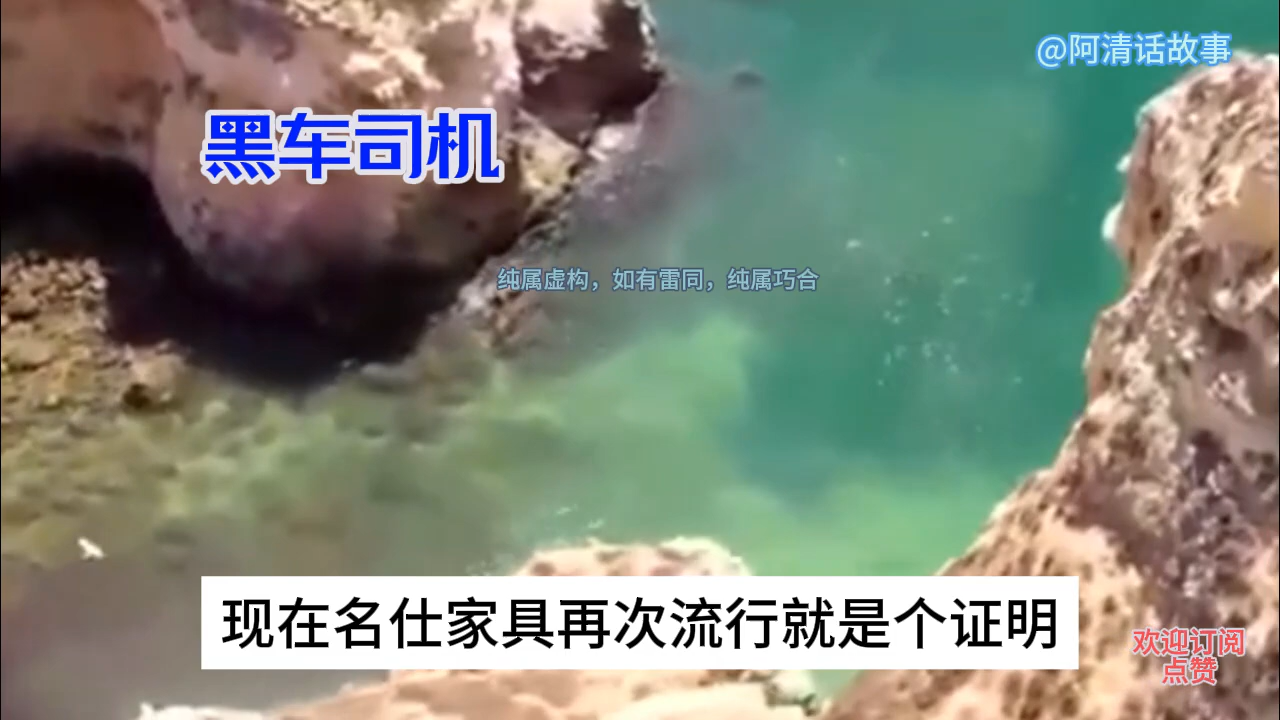 @阿清话故事
黑车司机
纯属虚构，如有雷同，纯属巧合
现在名仕家具再次流行就是个证明
欢迎订阅
点赞